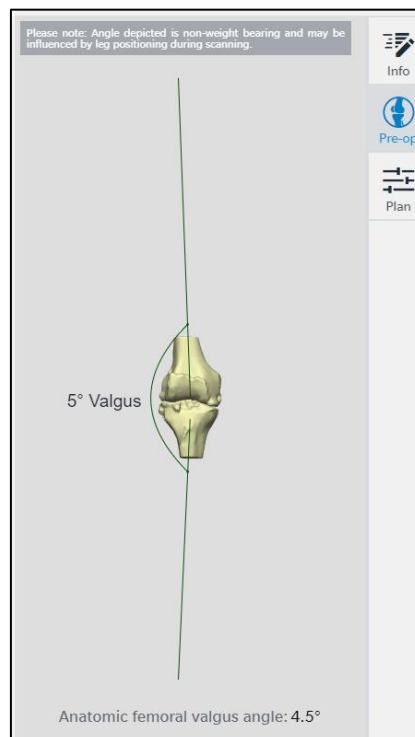 Please note: Angle depicted is non-weight bearing and may be
influenced by leg positioning during scanning.
Info
Pre-op
Plan
5° Valgus
Anatomic femoral valgus angle: 4.5°